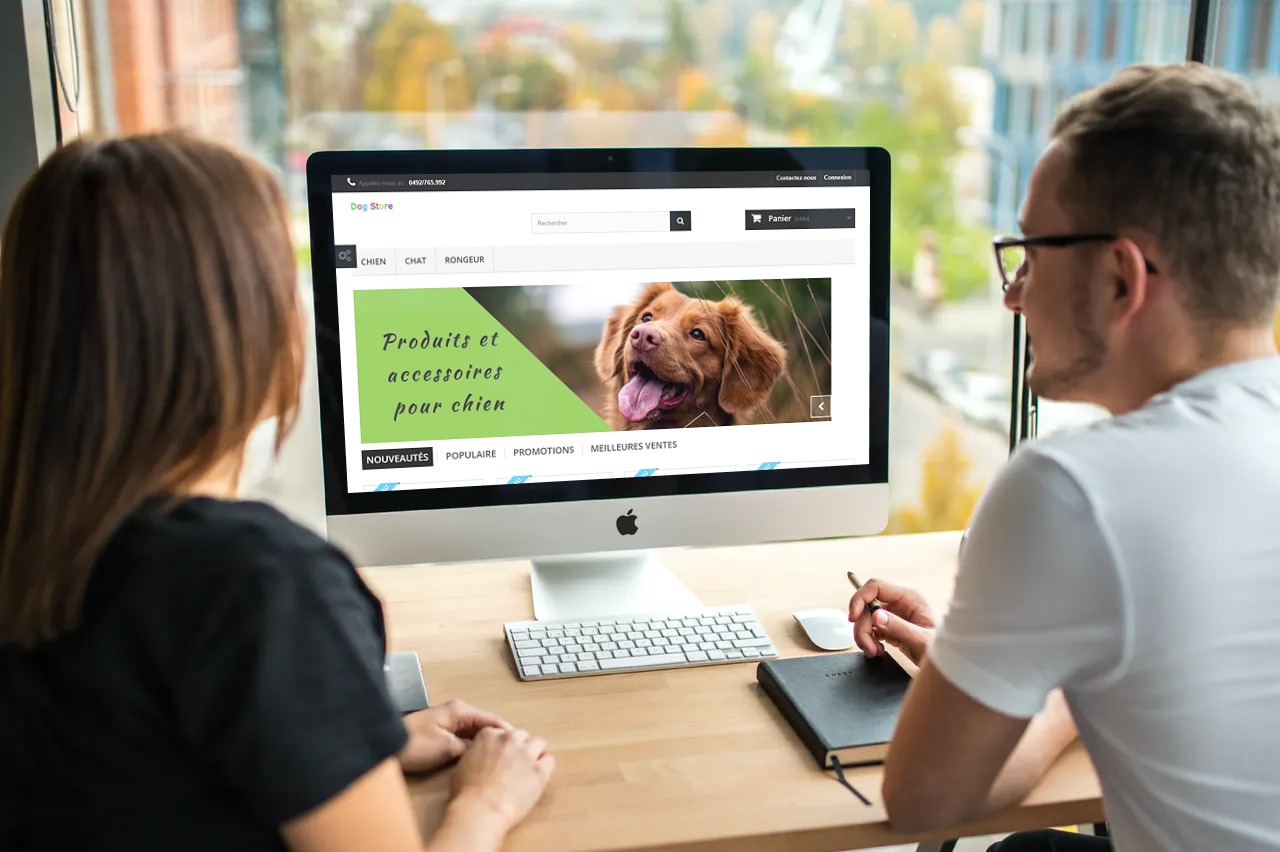 Appelez-nous au 0492/765.992
Contactez-nous Connexion
Dog Store
Rechercher
Panier (vide)
CHIEN CHAT RONGEUR
Produits et
accessoires
pour chien
NOUVEAUTÉS POPULAIRE PROMOTIONS MEILLEURES VENTES